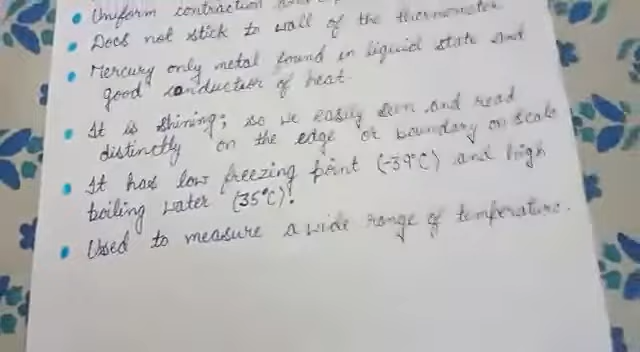 Uniform contraction
Does not stick to wall of the thermometer
Mercury only metal found in liquid state and
good conduction of heat.
It is shining; so we easily seen and read
distinctly on the edge or boundary on scale
It has low freezing point (-39°C) and high
boiling water (35°C).
Used to measure a wide range of temperature.